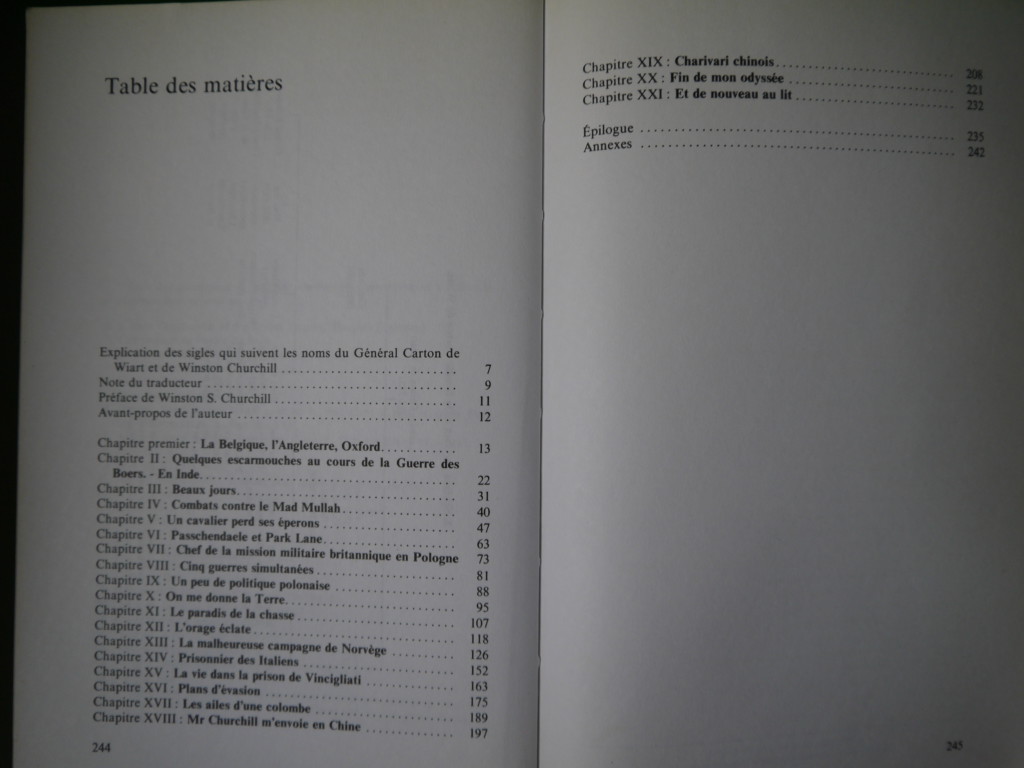 Table des matières
Explication des sigles qui suivent les noms du Général Carton de
Wiart et de Winston Churchill ............................ 7
Note du traducteur ........................................ 9
Préface de Winston S. Churchill ............................ 11
Avant-propos de l'auteur .................................. 12
Chapitre premier : La Belgique, l'Angleterre, Oxford............ 13
Chapitre II : Quelques escarmouches au cours de la Guerre des
Boers. - En Inde........................................ 22
Chapitre III : Beaux jours.................................. 31
Chapitre IV : Combats contre le Mad Mullah.................. 40
Chapitre V : Un cavalier perd ses éperons .................... 47
Chapitre VI : Passchendaele et Park Lane.................... 63
Chapitre VII : Chef de la mission militaire britannique en Pologne 73
Chapitre VIII : Cinq guerres simultanées ...................... 81
Chapitre IX : Un peu de politique polonaise .................. 88
Chapitre X : On me donne la Terre.......................... 95
Chapitre XI : Le paradis de la chasse ........................ 107
Chapitre XII : L'orage éclate ................................ 118
Chapitre XIII : La malheureuse campagne de Norvège .......... 126
Chapitre XIV : Prisonnier des Italiens ........................ 152
Chapitre XV : La vie dans la prison de Vincigliati .............. 163
Chapitre XVI : Plans d'évasion .............................. 175
Chapitre XVII : Les ailes d'une colombe ...................... 189
Chapitre XVIII : Mr Churchill m'envoie en Chine .............. 197
244
Chapitre XIX : Charivari chinois............................ 208
Chapitre XX : Fin de mon odyssée .......................... 221
Chapitre XXI : Et de nouveau au lit ........................ 232
Épilogue ................................................ 235
Annexes ................................................ 242
245